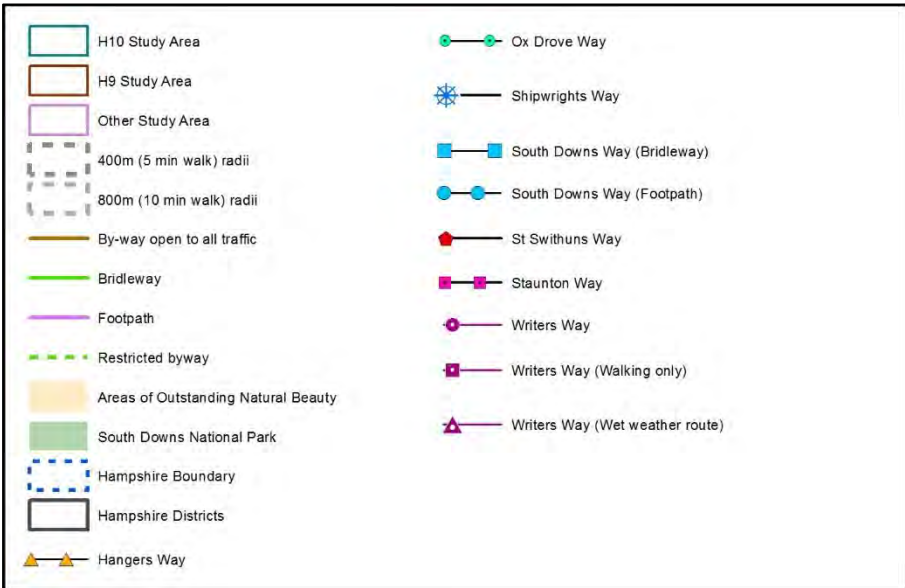 H10 Study Area
H9 Study Area
Other Study Area
400m (5 min walk) radii
800m (10 min walk) radii
By-way open to all traffic
Bridleway
Footpath
Restricted byway
Areas of Outstanding Natural Beauty
South Downs National Park
Hampshire Boundary
Hampshire Districts
Hangers Way
Ox Drove Way
Shipwrights Way
South Downs Way (Bridleway)
South Downs Way (Footpath)
St Swithuns Way
Staunton Way
Writers Way
Writers Way (Walking only)
Writers Way (Wet weather route)